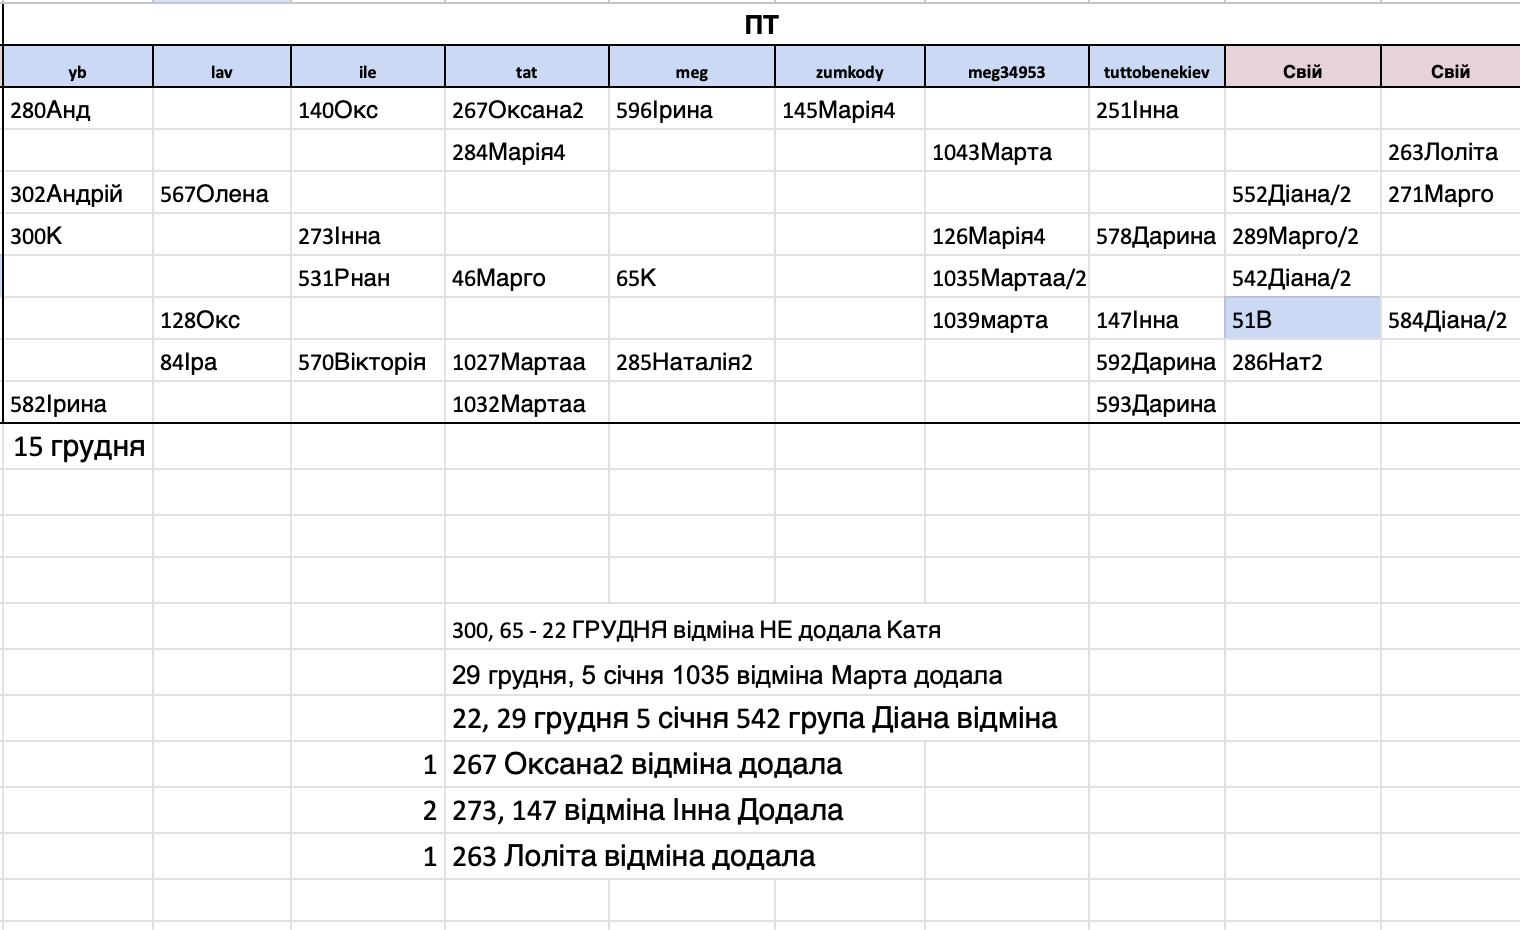 ПТ
yb lav ile tat meg zumkody meg34953 tuttobenekiev Свій Свій
280Анд 140Окс 267Оксана2 596Ірина 145Марія4 251Інна
284Марія4 1043Марта 263Лоліта
302Андрій 567Олена 552Діана/2 271Марго
300К 273Інна 126Марія4 578Дарина 289Марго/2
531Рнан 46Марго 65К 1035Мартаа/2 542Діана/2
128Окс 1039марта 147Інна 51В 584Діана/2
84Іра 570Вікторія 1027Мартаа 285Наталія2 592Дарина 286Нат2
582Ірина 1032Мартаа 593Дарина
15 грудня
300, 65 - 22 ГРУДНЯ відміна НЕ додала Катя
29 грудня, 5 січня 1035 відміна Марта додала
22, 29 грудня 5 січня 542 група Діана відміна
1 267 Оксана2 відміна додала
2 273, 147 відміна Інна Додала
1 263 Лоліта відміна додала